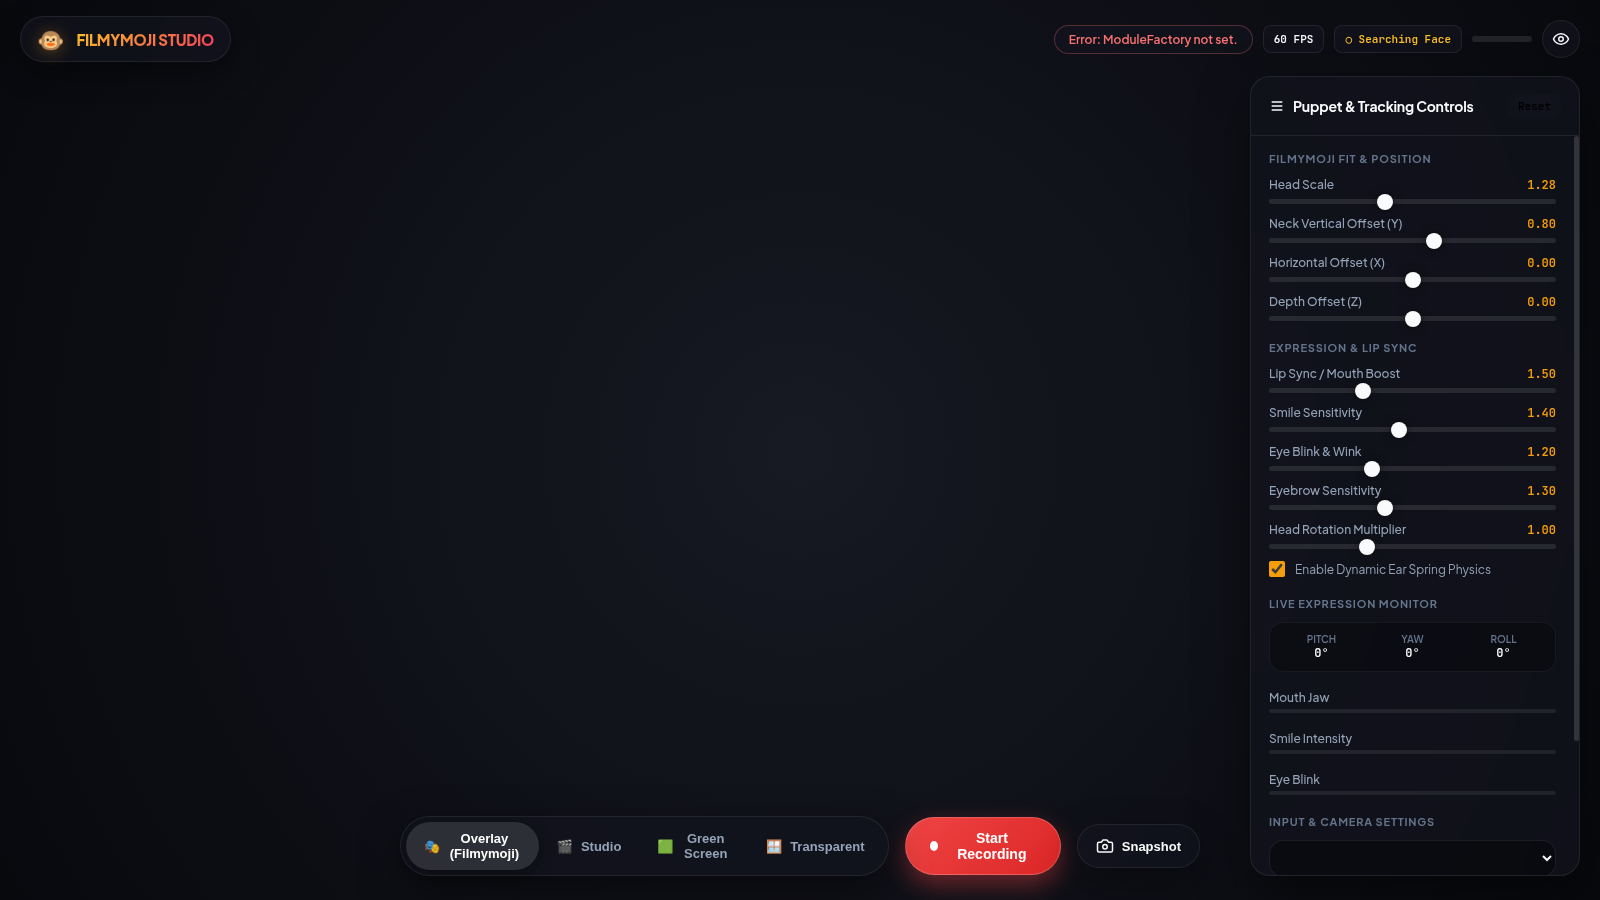 FILMYMOJI STUDIO
Error: ModuleFactory not set.
60 FPS
○ Searching Face
☰ Puppet & Tracking Controls
Reset
FILMYMOJI FIT & POSITION
Head Scale 1.28
Neck Vertical Offset (Y) 0.80
Horizontal Offset (X) 0.00
Depth Offset (Z) 0.00
EXPRESSION & LIP SYNC
Lip Sync / Mouth Boost 1.50
Smile Sensitivity 1.40
Eye Blink & Wink 1.20
Eyebrow Sensitivity 1.30
Head Rotation Multiplier 1.00
Enable Dynamic Ear Spring Physics
LIVE EXPRESSION MONITOR
PITCH YAW ROLL
0° 0° 0°
Mouth Jaw
Smile Intensity
Eye Blink
INPUT & CAMERA SETTINGS
Overlay
(Filmymoji)
Studio
Green
Screen
Transparent
Start
Recording
Snapshot